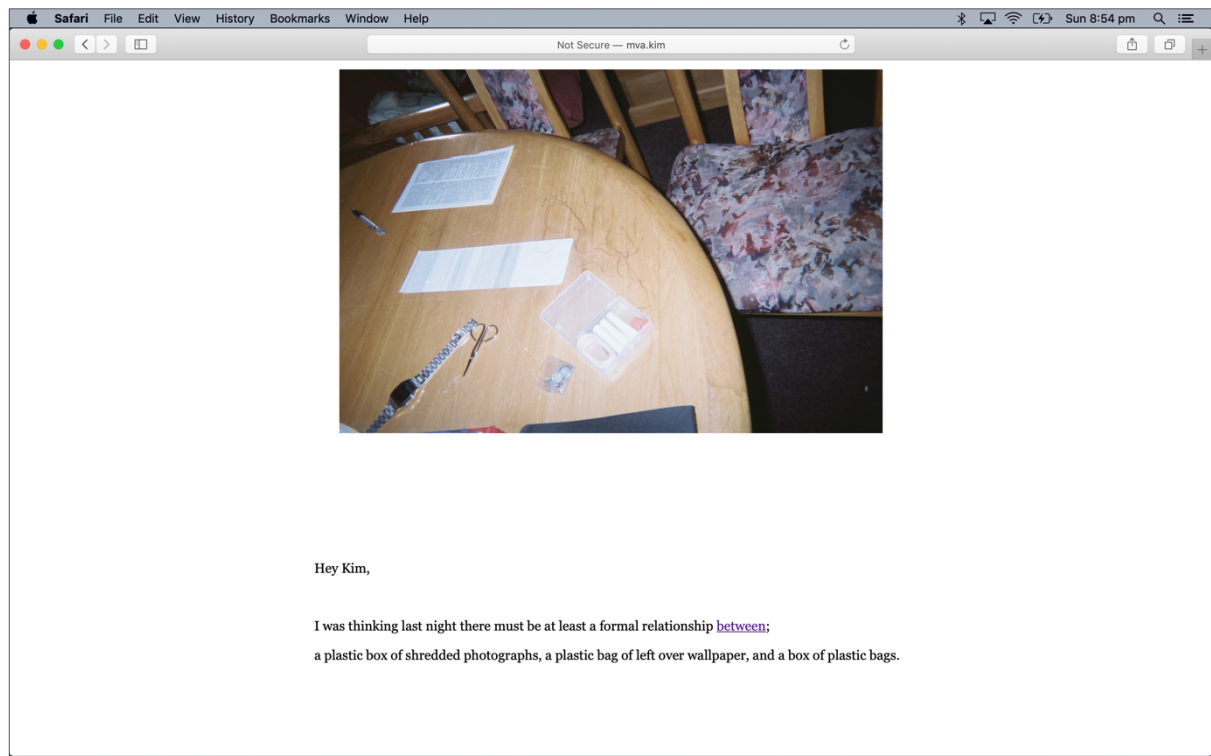 Safari File Edit View History Bookmarks Window Help Sun 8:54 pm
Not Secure — mva.kim
Hey Kim,
I was thinking last night there must be at least a formal relationship between;
a plastic box of shredded photographs, a plastic bag of left over wallpaper, and a box of plastic bags.